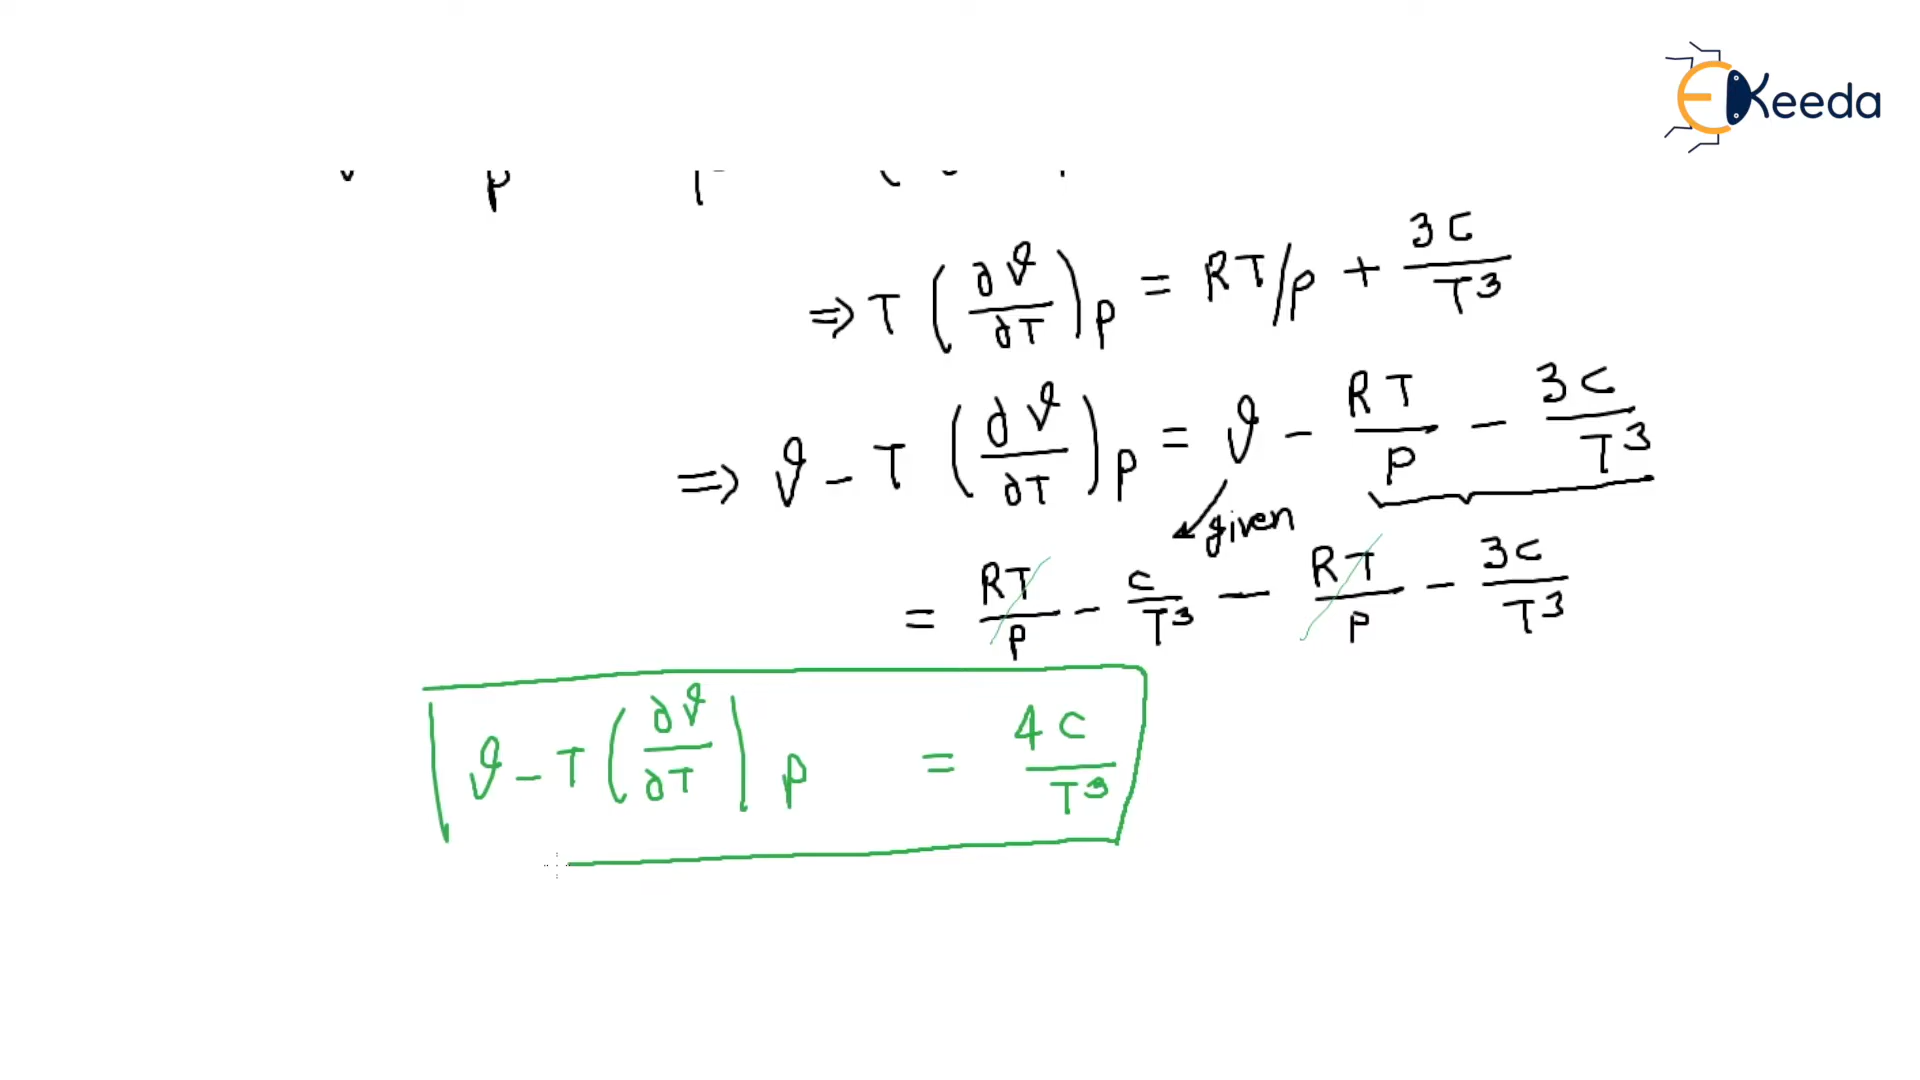 EKeeda
⇒ T (∂ϑ/∂T)p = RT/p + 3C/T³
⇒ ϑ - T (∂ϑ/∂T)p = ϑ - RT/P - 3C/T³
given
= RT/P - C/T³ - RT/P - 3C/T³
ϑ - T (∂ϑ/∂T)p = 4C/T³